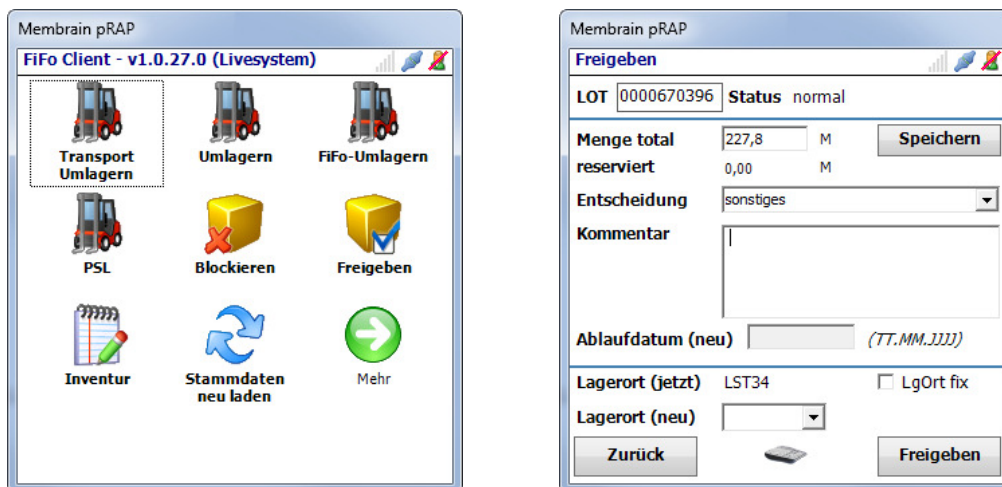 Membrain pRAP
FiFo Client - v1.0.27.0 (Livesystem)
Transport
Umlagern
Umlagern
FiFo-Umlagern
PSL
Blockieren
Freigeben
Inventur
Stammdaten
neu laden
Mehr
Membrain pRAP
Freigeben
LOT 0000670396 Status normal
Menge total 227,8 M Speichern
reserviert 0,00 M
Entscheidung sonstiges
Kommentar
Ablaufdatum (neu) (TT.MM.JJJJ)
Lagerort (jetzt) LST34 LgOrt fix
Lagerort (neu)
Zurück Freigeben